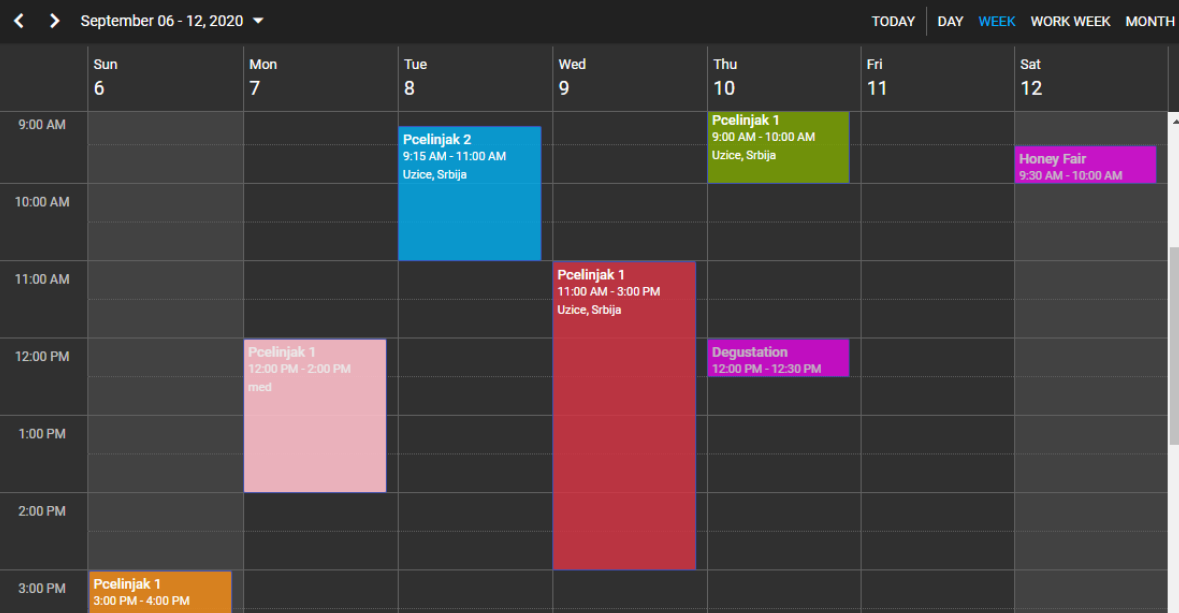 September 06 - 12, 2020
TODAY
DAY
WEEK
WORK WEEK
MONTH
Sun
6
Mon
7
Tue
8
Wed
9
Thu
10
Fri
11
Sat
12
9:00 AM
10:00 AM
11:00 AM
12:00 PM
1:00 PM
2:00 PM
3:00 PM
Pcelinjak 1
3:00 PM - 4:00 PM
Pcelinjak 1
12:00 PM - 2:00 PM
med
Pcelinjak 2
9:15 AM - 11:00 AM
Uzice, Srbija
Pcelinjak 1
11:00 AM - 3:00 PM
Uzice, Srbija
Pcelinjak 1
9:00 AM - 10:00 AM
Uzice, Srbija
Degustation
12:00 PM - 12:30 PM
Honey Fair
9:30 AM - 10:00 AM